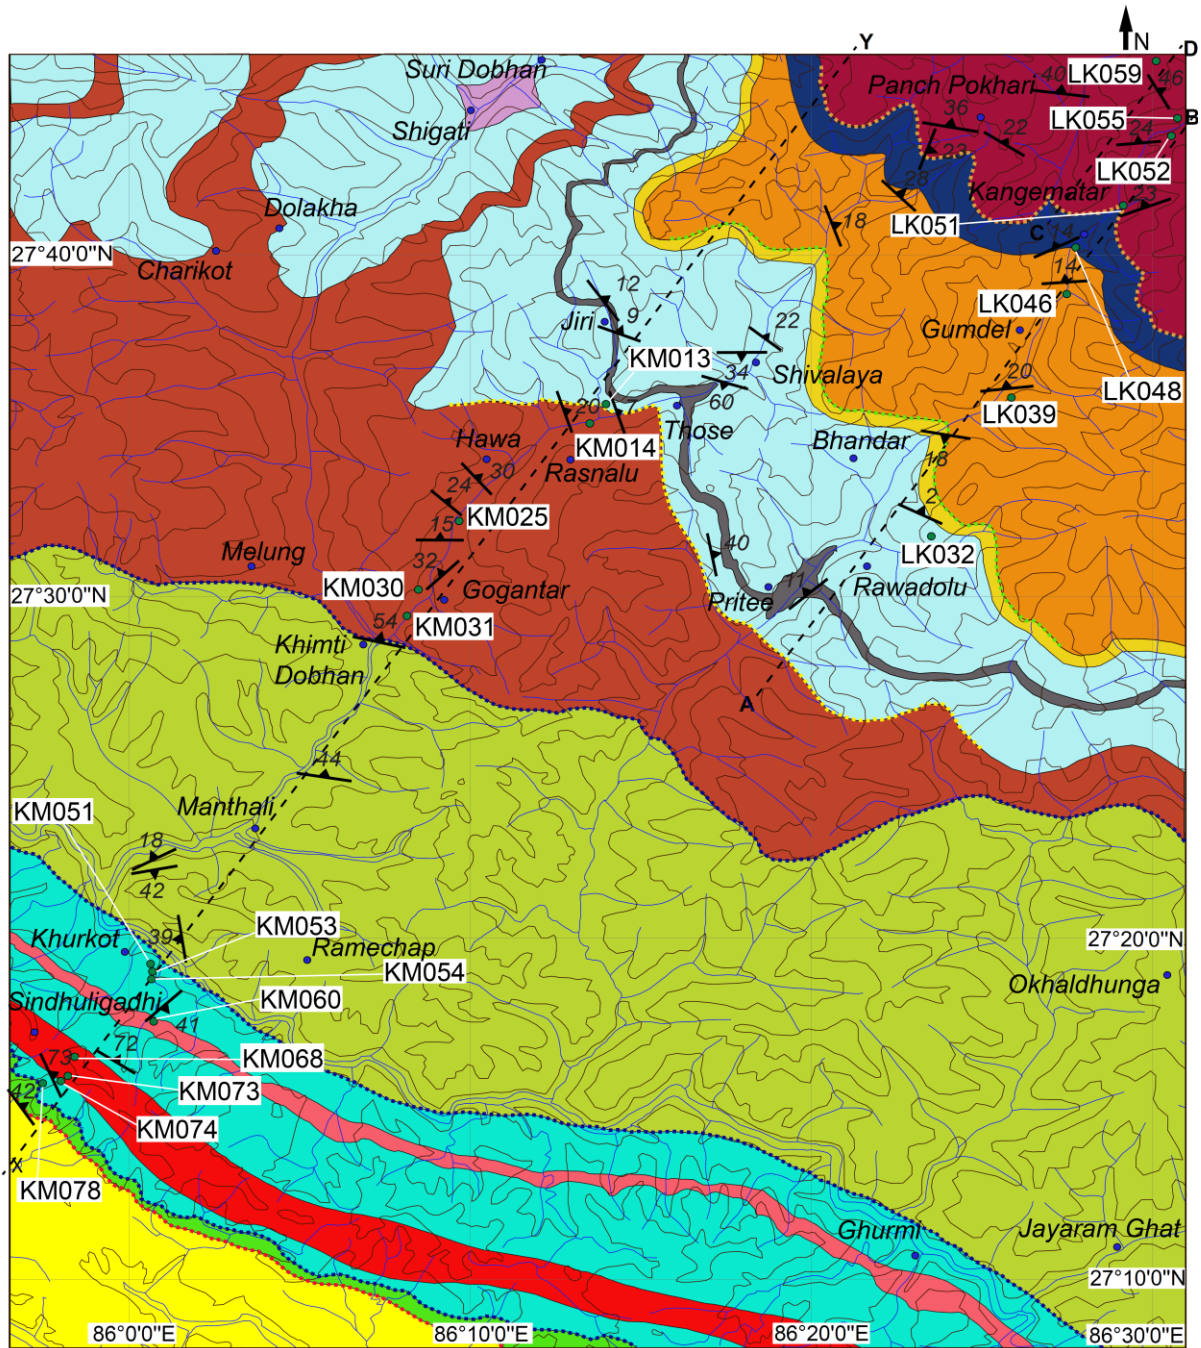 Y
N
D
Suri Dobhan
Panch Pokhari
40
LK059
46
Shigati
36
22
LK055
B
24
23
LK052
28
Kangematar
23
Dolakha
18
LK051
C
14
27°40'0"N
Charikot
14
12
LK046
Jiri
9
22
Gumdel
KM013
34
Shivalaya
20
LK048
20
7
60
LK039
Hawa
KM014
Those
Bhandar
30
Rasnalu
18
24
15
KM025
2
Melung
32
40
LK032
KM030
Gogantar
11
Rawadolu
27°30'0"N
Pritee
54
KM031
Khimti
Dobhan
A
44
KM051
Manthali
18
42
Khurkot
39
KM053
Ramechap
27°20'0"N
KM054
Okhaldhunga
Sindhuligadhi
KM060
41
72
73
KM068
42
KM073
KM074
X
KM078
Ghurmi
Jayaram Ghat
27°10'0"N
86°0'0"E
86°10'0"E
86°20'0"E
86°30'0"E